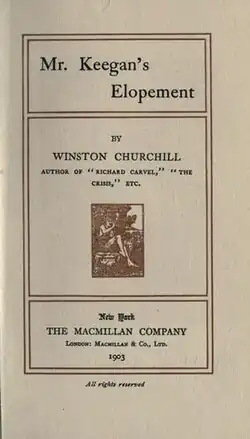 Mr. Keegan's
Elopement
BY
WINSTON CHURCHILL
AUTHOR OF "RICHARD CARVEL," "THE
CRISIS," ETC.
New York
THE MACMILLAN COMPANY
LONDON: MACMILLAN & CO., LTD.
1903
All rights reserved